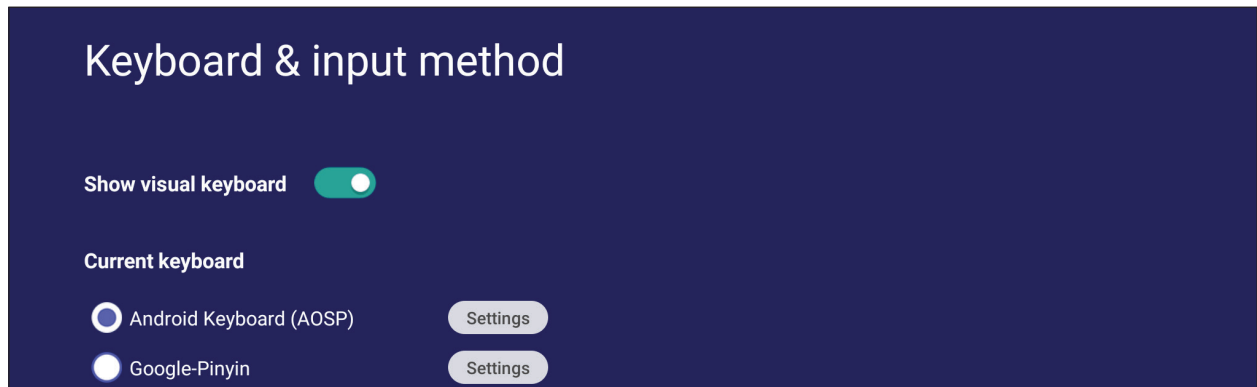 Keyboard & input method
Show visual keyboard
Current keyboard
Android Keyboard (AOSP) Settings
Google-Pinyin Settings